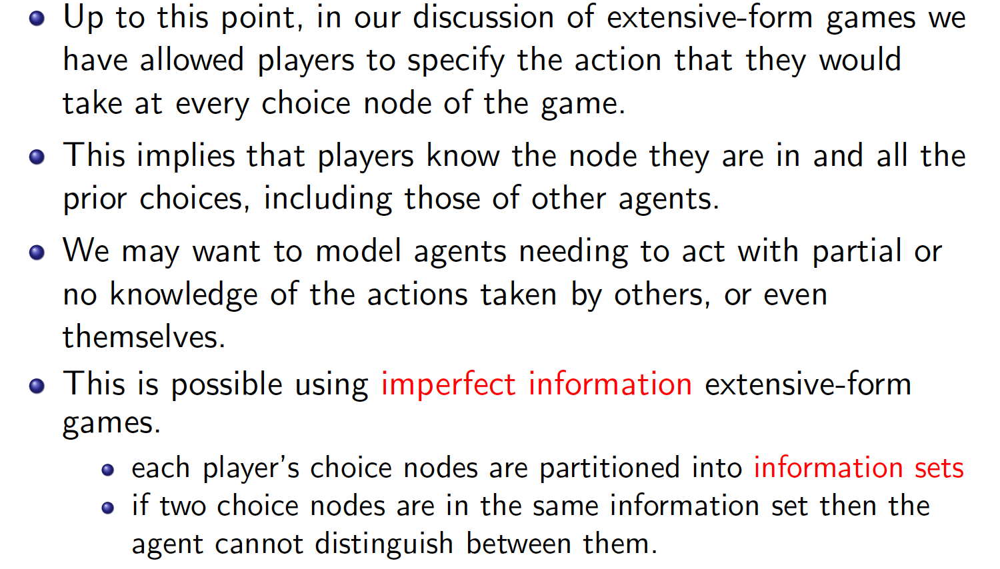 Up to this point, in our discussion of extensive-form games we
have allowed players to specify the action that they would
take at every choice node of the game.
This implies that players know the node they are in and all the
prior choices, including those of other agents.
We may want to model agents needing to act with partial or
no knowledge of the actions taken by others, or even
themselves.
This is possible using imperfect information extensive-form
games.
each player's choice nodes are partitioned into information sets
if two choice nodes are in the same information set then the
agent cannot distinguish between them.